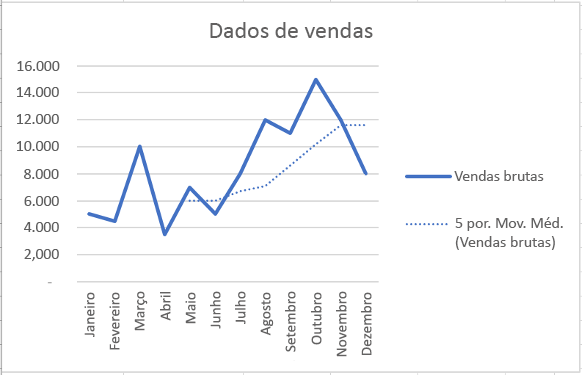 Dados de vendas
16.000
14.000
12.000
10.000
8.000
6.000
4.000
2,000
-
Janeiro
Fevereiro
Março
Abril
Maio
Junho
Julho
Agosto
Setembro
Outubro
Novembro
Dezembro
Vendas brutas
5 por. Mov. Méd.
(Vendas brutas)